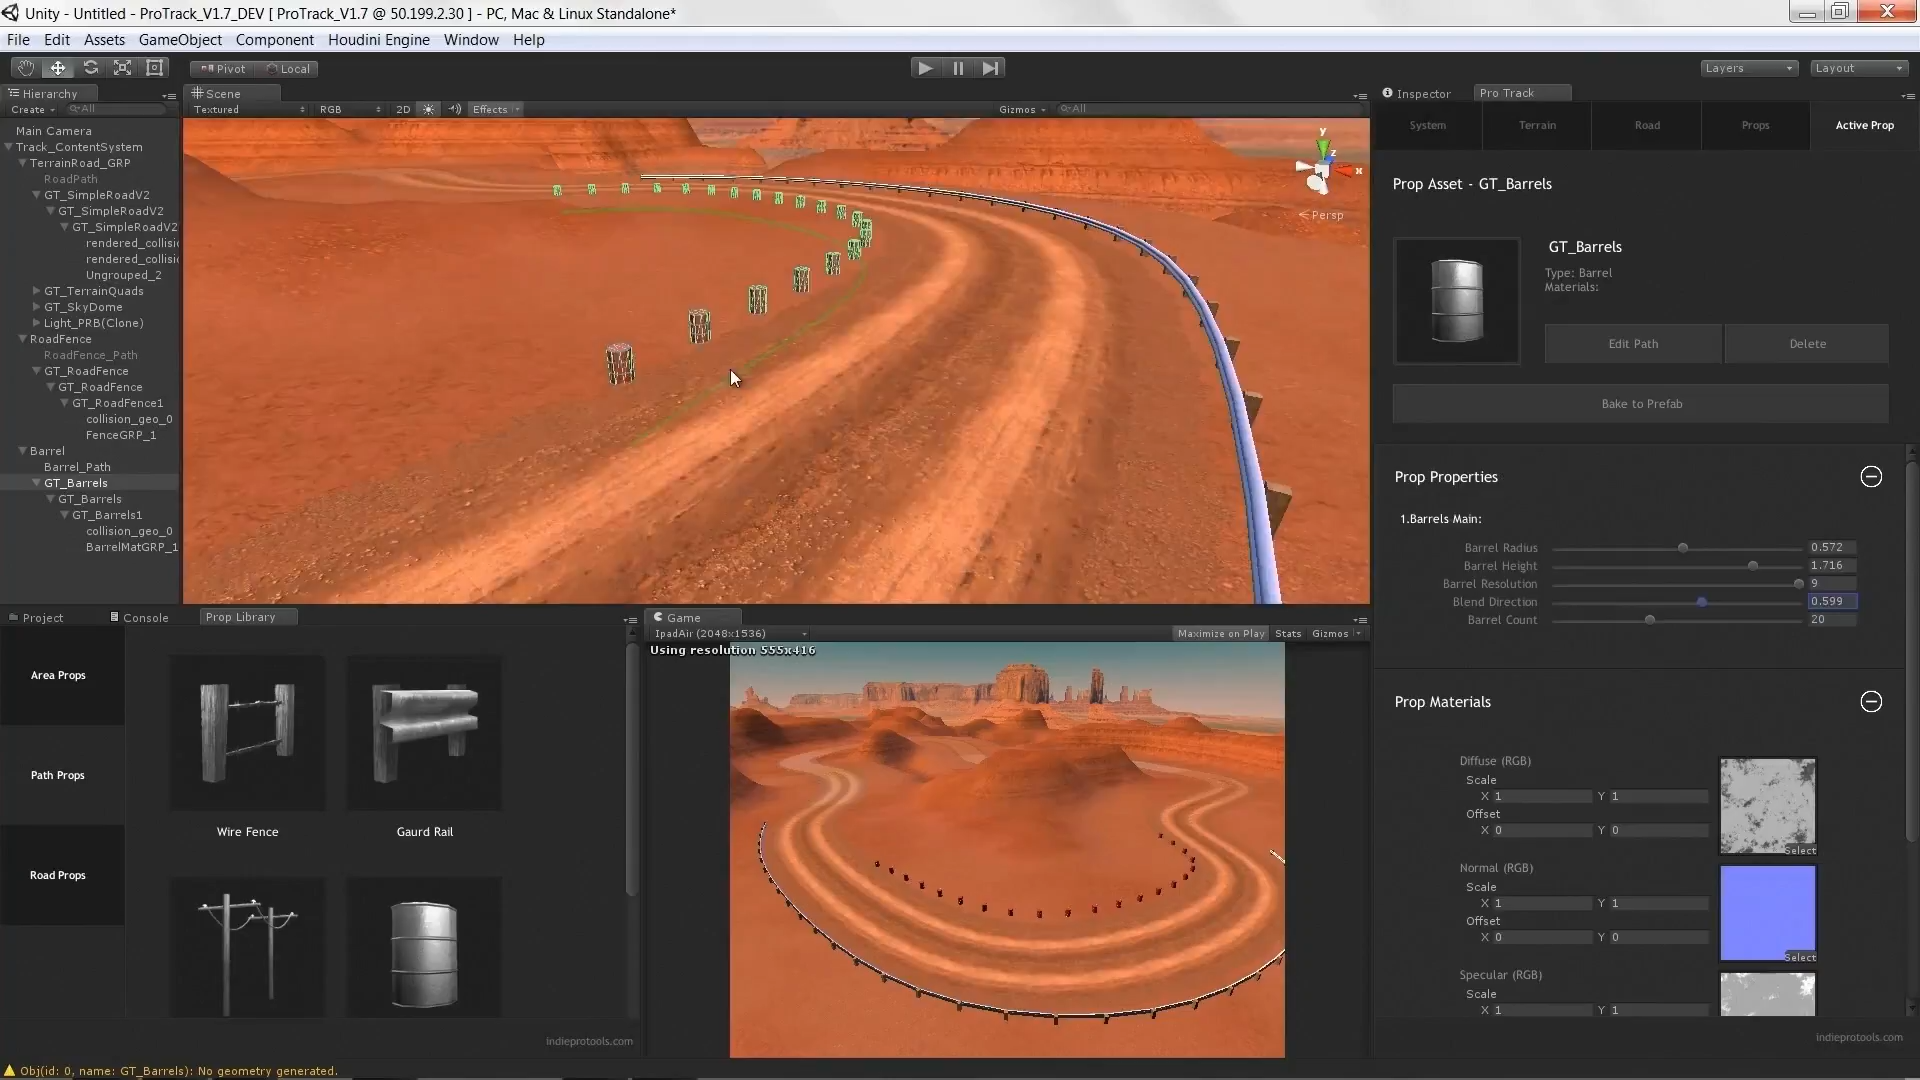 Unity - Untitled - ProTrack_V1.7_DEV [ ProTrack_V1.7 @ 50.199.2.30 ] - PC, Mac & Linux Standalone*
File Edit Assets GameObject Component Houdini Engine Window Help
Pivot Local
Layers Layout
Hierarchy
Create All
Main Camera
Track_ContentSystem
TerrainRoad_GRP
RoadPath
GT_SimpleRoadV2
GT_SimpleRoadV2
GT_SimpleRoadV2
rendered_collisi
rendered_collisi
Ungrouped_2
GT_TerrainQuads
GT_SkyDome
Light_PRB(Clone)
RoadFence
RoadFence_Path
GT_RoadFence
GT_RoadFence
GT_RoadFence1
collision_geo_0
FenceGRP_1
Barrel
Barrel_Path
GT_Barrels
GT_Barrels
GT_Barrels1
collision_geo_0
BarrelMatGRP_1
Scene
Textured RGB 2D Effects Gizmos All
y
z
x
Persp
Inspector Pro Track
System Terrain Road Props Active Prop
Prop Asset - GT_Barrels
GT_Barrels
Type: Barrel
Materials:
Edit Path Delete
Bake to Prefab
Prop Properties
1.Barrels Main:
Barrel Radius 0.572
Barrel Height 1.716
Barrel Resolution 9
Blend Direction 0.599
Barrel Count 20
Prop Materials
Diffuse (RGB)
Scale
X 1 Y 1
Offset
X 0 Y 0
Select
Normal (RGB)
Scale
X 1 Y 1
Offset
X 0 Y 0
Select
Specular (RGB)
Scale
X 1 Y 1
indieprotools.com
Project Console Prop Library
Area Props
Path Props
Road Props
Wire Fence Gaurd Rail
indieprotools.com
Game
IpadAir (2048x1536) Maximize on Play Stats Gizmos
Using resolution 555x416
Obj(id: 0, name: GT_Barrels): No geometry generated.